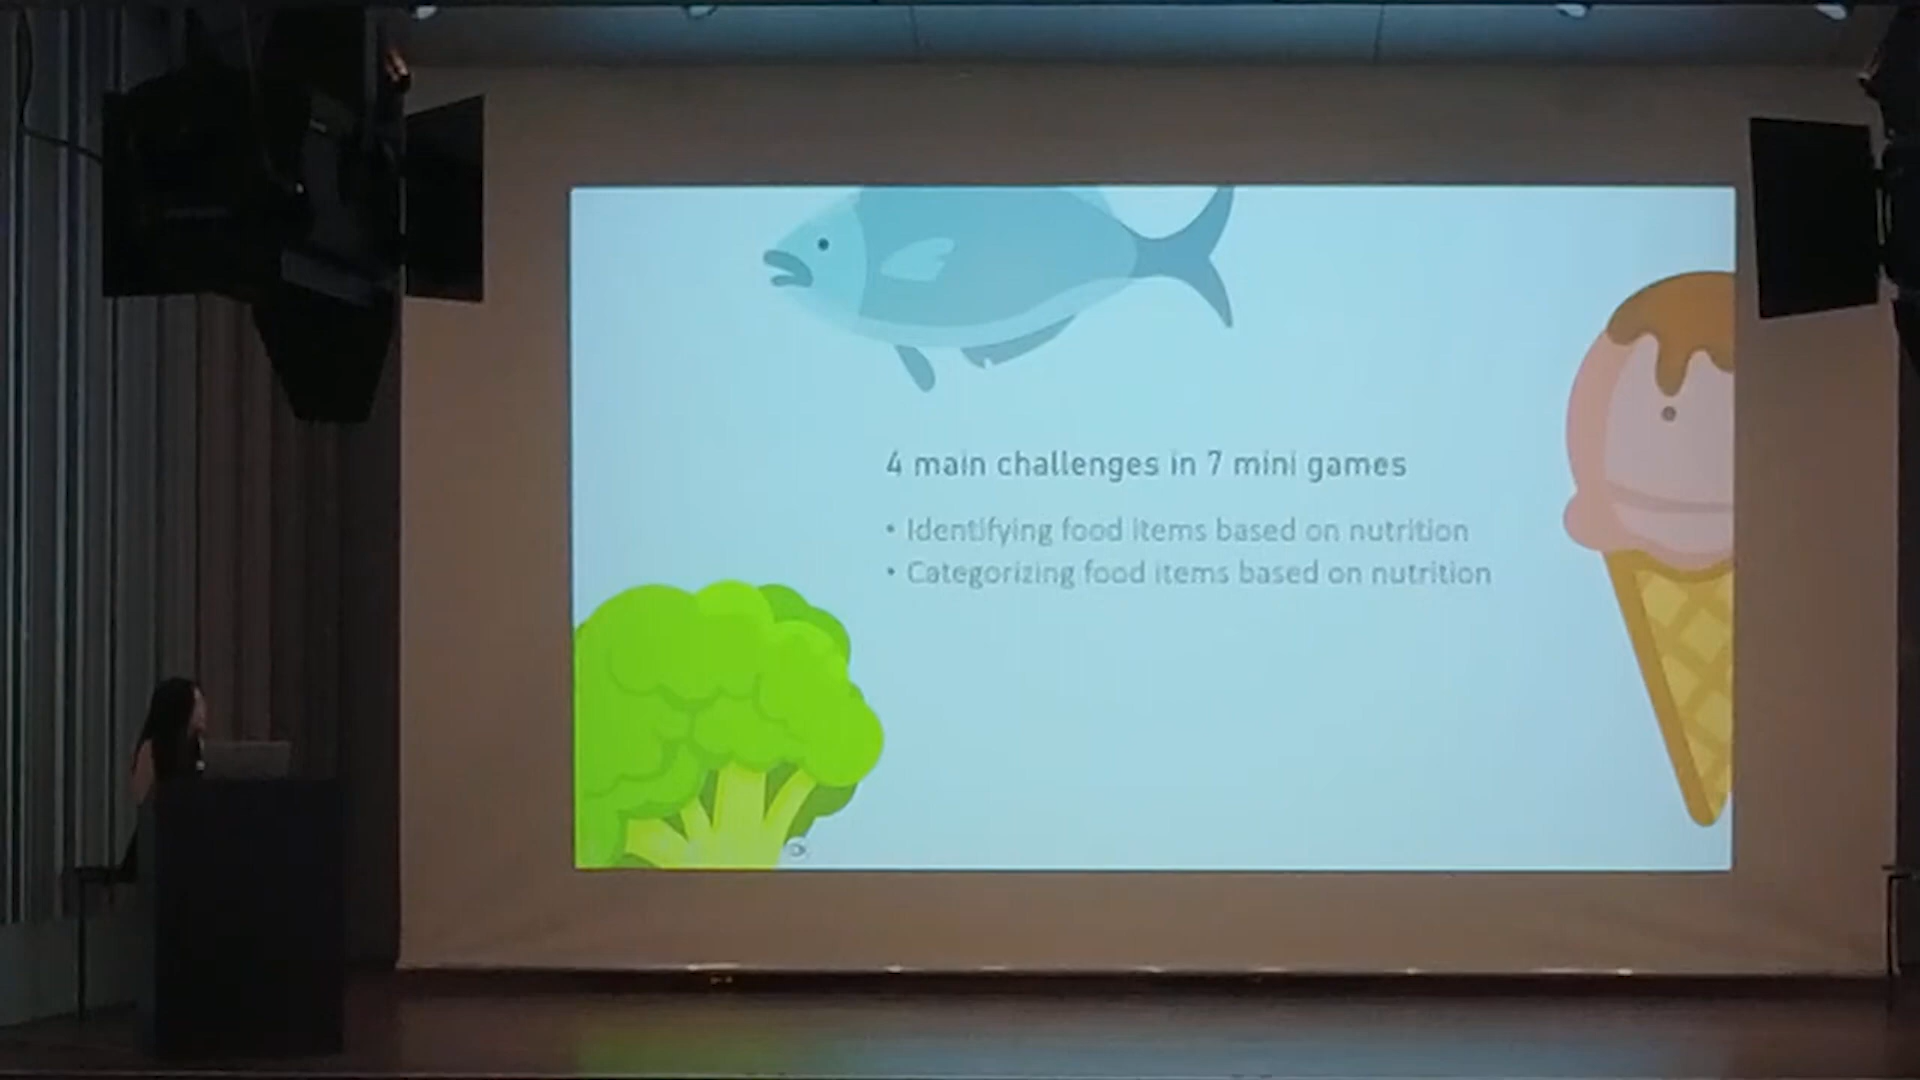 4 main challenges in 7 mini games
• Identifying food items based on nutrition
• Categorizing food items based on nutrition